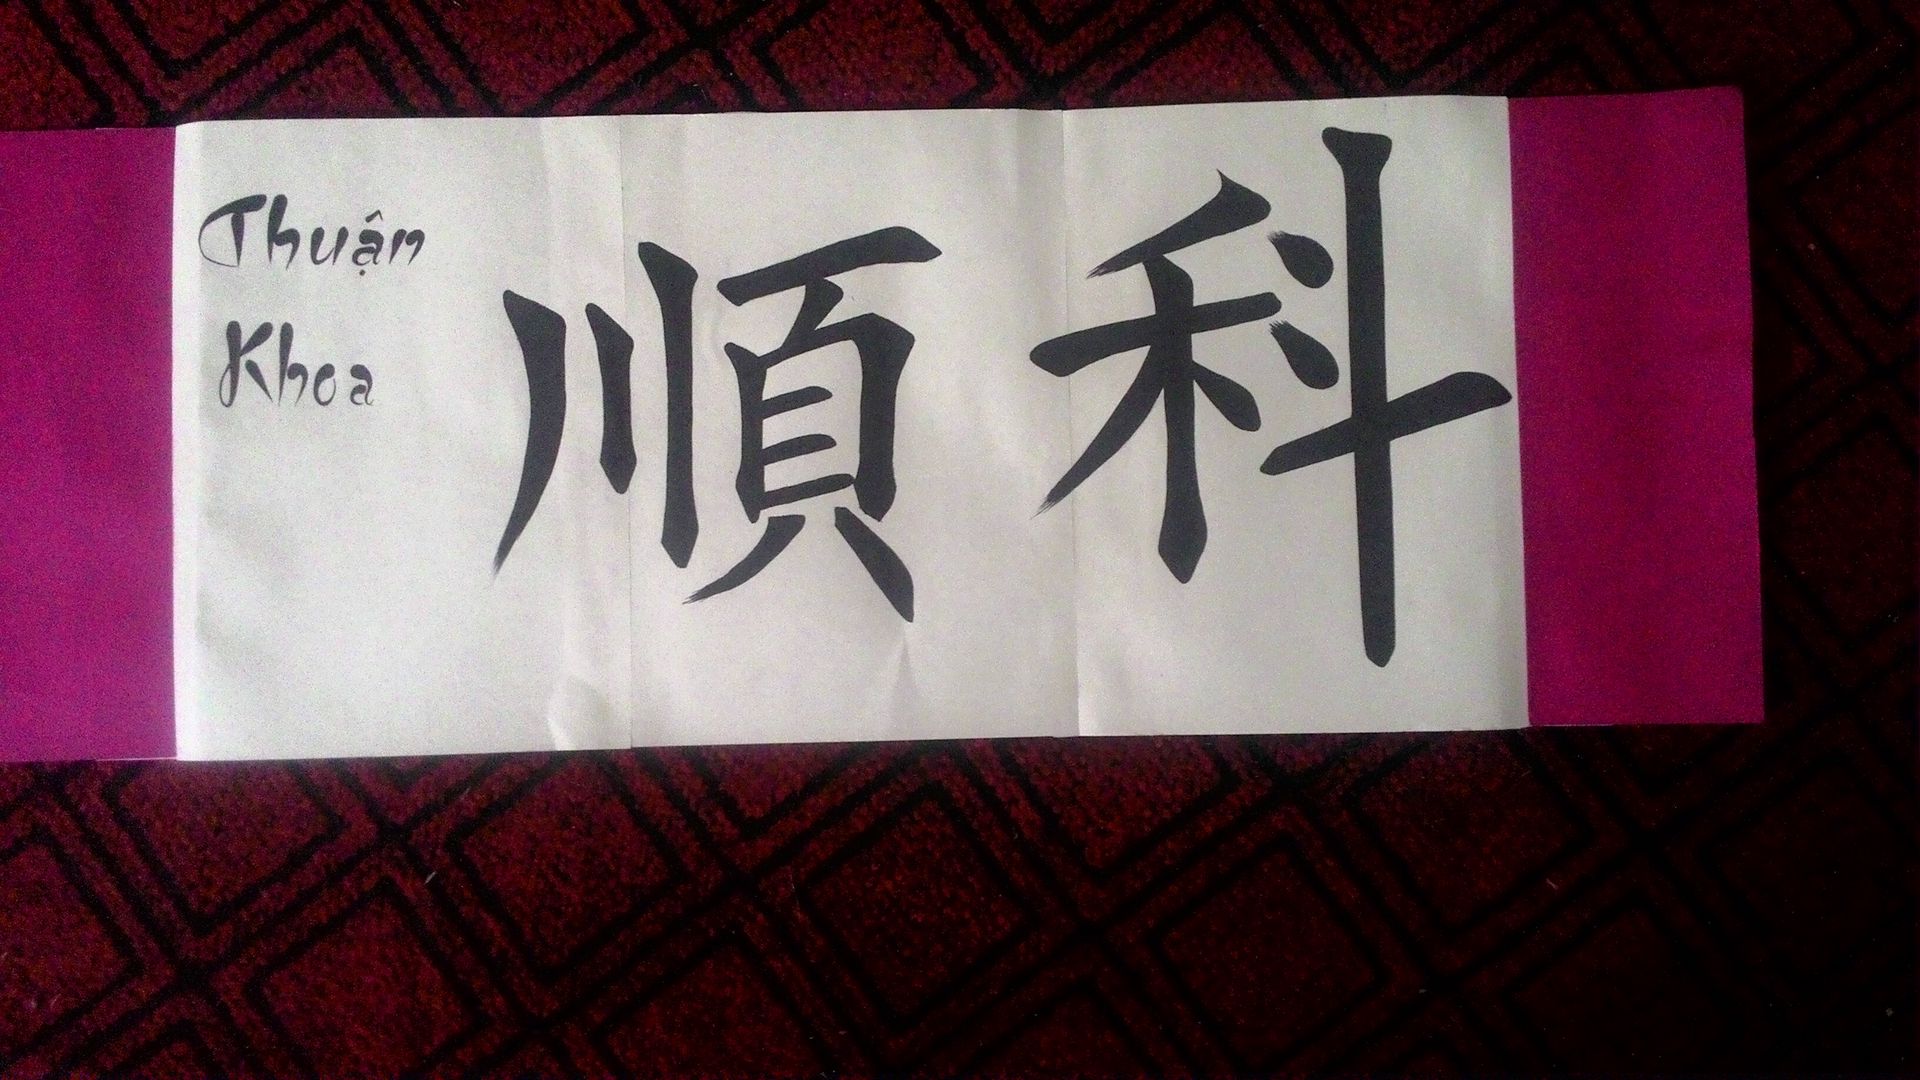 Thuận
Khoa
順科